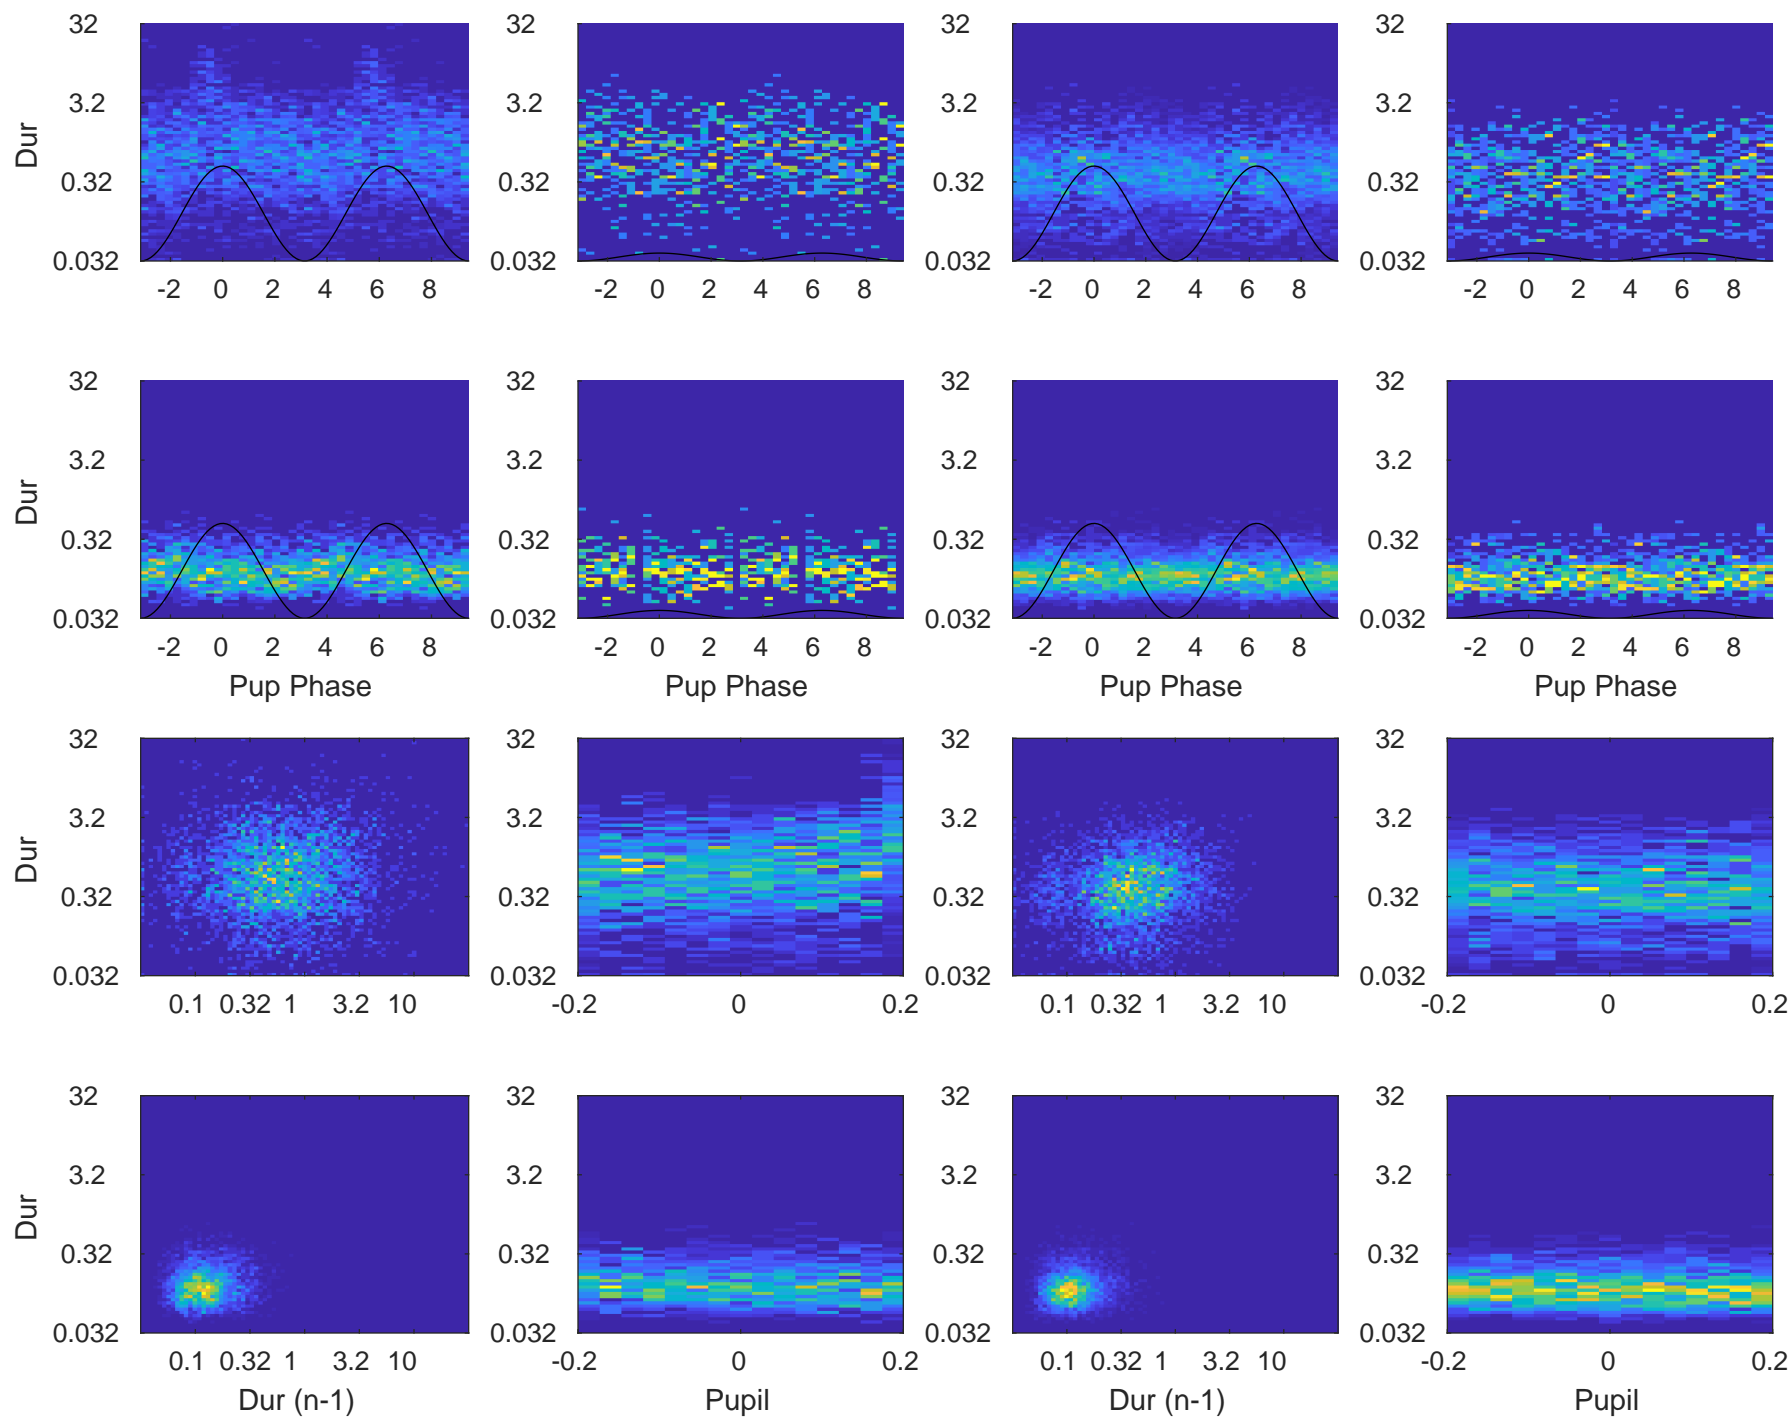 32 32 32 32
Dur 3.2 3.2 3.2 3.2
0.32 0.32 0.32 0.32
0.032 0.032 0.032 0.032
-2 0 2 4 6 8 -2 0 2 4 6 8 -2 0 2 4 6 8 -2 0 2 4 6 8
32 32 32 32
Dur 3.2 3.2 3.2 3.2
0.32 0.32 0.32 0.32
0.032 0.032 0.032 0.032
-2 0 2 4 6 8 -2 0 2 4 6 8 -2 0 2 4 6 8 -2 0 2 4 6 8
Pup Phase Pup Phase Pup Phase Pup Phase
32 32 32 32
Dur 3.2 3.2 3.2 3.2
0.32 0.32 0.32 0.32
0.032 0.032 0.032 0.032
0.1 0.32 1 3.2 10 -0.2 0 0.2 0.1 0.32 1 3.2 10 -0.2 0 0.2
32 32 32 32
Dur 3.2 3.2 3.2 3.2
0.32 0.32 0.32 0.32
0.032 0.032 0.032 0.032
0.1 0.32 1 3.2 10 -0.2 0 0.2 0.1 0.32 1 3.2 10 -0.2 0 0.2
Dur (n-1) Pupil Dur (n-1) Pupil